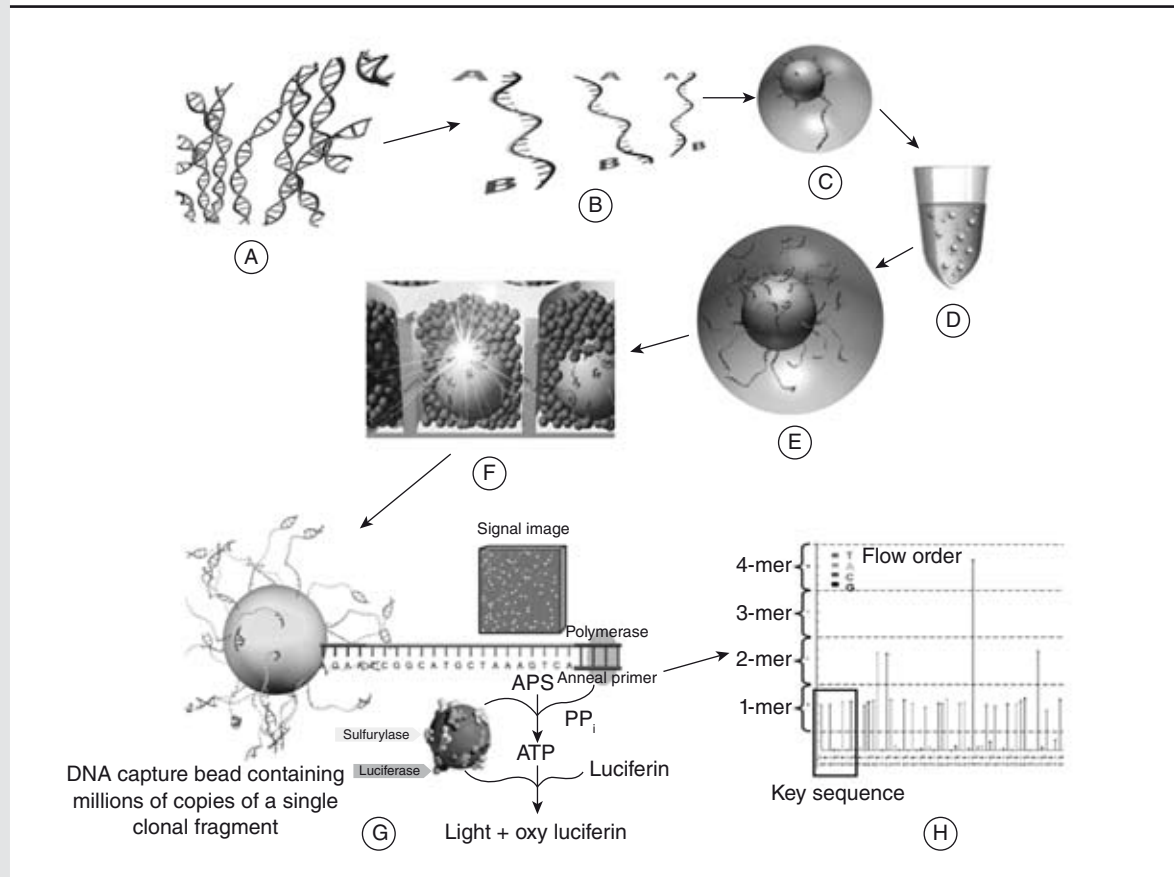 A
B
A
B
A
B
A
B
C
D
E
F
Signal image
Polymerase
Anneal primer
APS
PPi
Sulfurylase
ATP
Luciferase
Luciferin
Light + oxy luciferin
DNA capture bead containing
millions of copies of a single
clonal fragment
G
4-mer
3-mer
2-mer
1-mer
T
A
C
G
Flow order
Key sequence
H